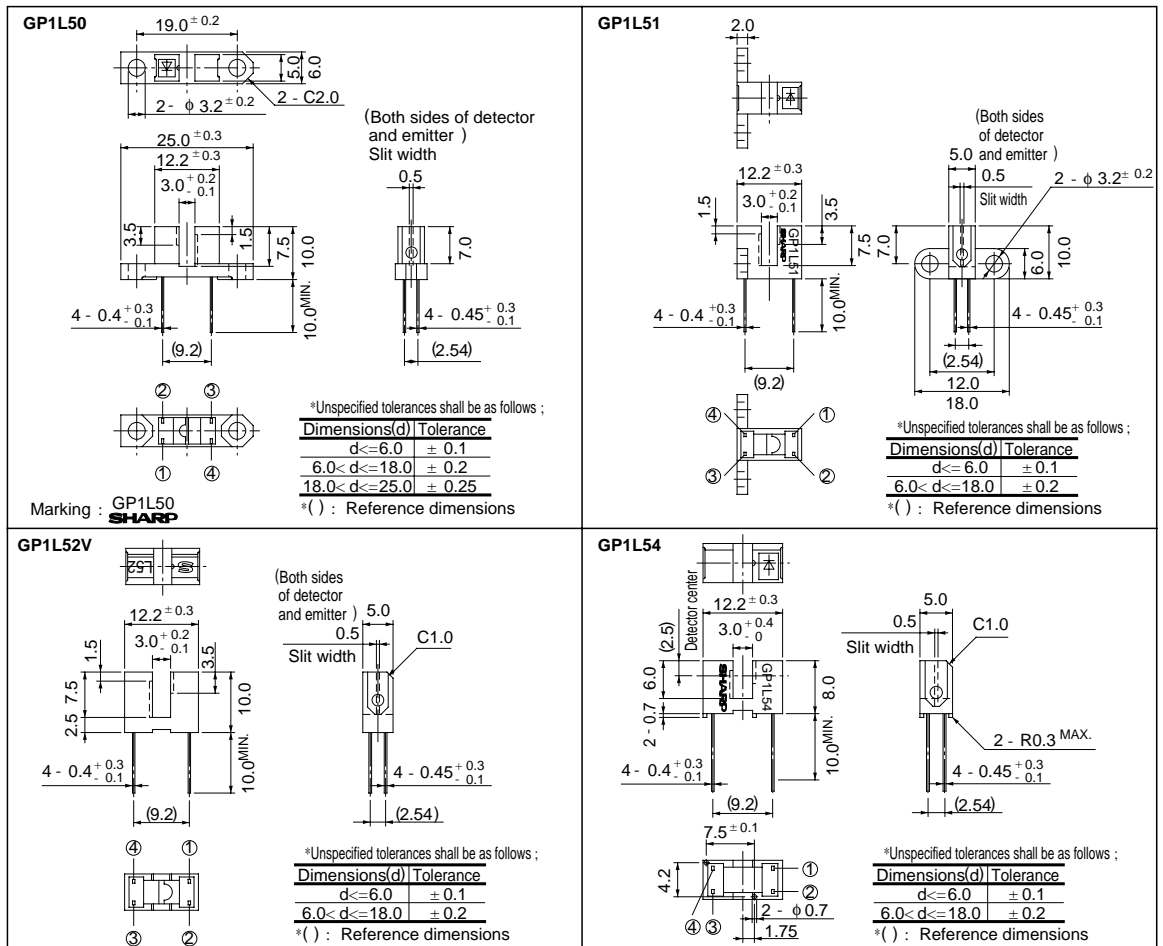 GP1L50
19.0 ± 0.2
5.0
6.0
2 - C2.0
2 - ϕ 3.2 ± 0.2
25.0 ± 0.3
12.2 ± 0.3
3.0 + 0.2 - 0.1
3.5
1.5
7.5
10.0
10.0 MIN.
4 - 0.4 + 0.3 - 0.1
(9.2)
(Both sides of detector
and emitter )
Slit width
0.5
7.0
4 - 0.45 + 0.3 - 0.1
(2.54)
② ③
① ④
*Unspecified tolerances shall be as follows ;
Dimensions(d) Tolerance
d<=6.0 ± 0.1
6.0< d<=18.0 ± 0.2
18.0< d<=25.0 ± 0.25
*( ) : Reference dimensions
Marking : GP1L50
SHARP
GP1L51
2.0
12.2 ± 0.3
3.0 + 0.2 - 0.1
1.5
3.5
7.5
GP1L51
SHARP
10.0 MIN.
4 - 0.4 + 0.3 - 0.1
(9.2)
(Both sides
of detector
and emitter )
5.0
0.5
Slit width
2 - ϕ 3.2 ± 0.2
7.0
6.0
10.0
4 - 0.45 + 0.3 - 0.1
(2.54)
12.0
18.0
④ ①
③ ②
*Unspecified tolerances shall be as follows ;
Dimensions(d) Tolerance
d<= 6.0 ± 0.1
6.0< d<=18.0 ± 0.2
*( ) : Reference dimensions
GP1L52V
L52 S
12.2 ± 0.3
3.0 + 0.2 - 0.1
1.5
7.5
2.5
3.5
10.0
10.0 MIN.
4 - 0.4 + 0.3 - 0.1
(9.2)
(Both sides
of detector
and emitter )
5.0
0.5
Slit width
C1.0
4 - 0.45 + 0.3 - 0.1
(2.54)
④ ①
③ ②
*Unspecified tolerances shall be as follows ;
Dimensions(d) Tolerance
d<=6.0 ± 0.1
6.0< d<=18.0 ± 0.2
*( ) : Reference dimensions
GP1L54
Detector center
(2.5)
12.2 ± 0.3
3.0 + 0.4 - 0
6.0
2 - 0.7
SHARP
GP1L54
8.0
10.0 MIN.
4 - 0.4 + 0.3 - 0.1
(9.2)
5.0
0.5
Slit width
C1.0
2 - R0.3 MAX.
4 - 0.45 + 0.3 - 0.1
(2.54)
7.5 ± 0.1
4.2
①
②
④ ③
2 - ϕ 0.7
1.75
*Unspecified tolerances shall be as follows ;
Dimensions(d) Tolerance
d<=6.0 ± 0.1
6.0< d<=18.0 ± 0.2
*( ) : Reference dimensions